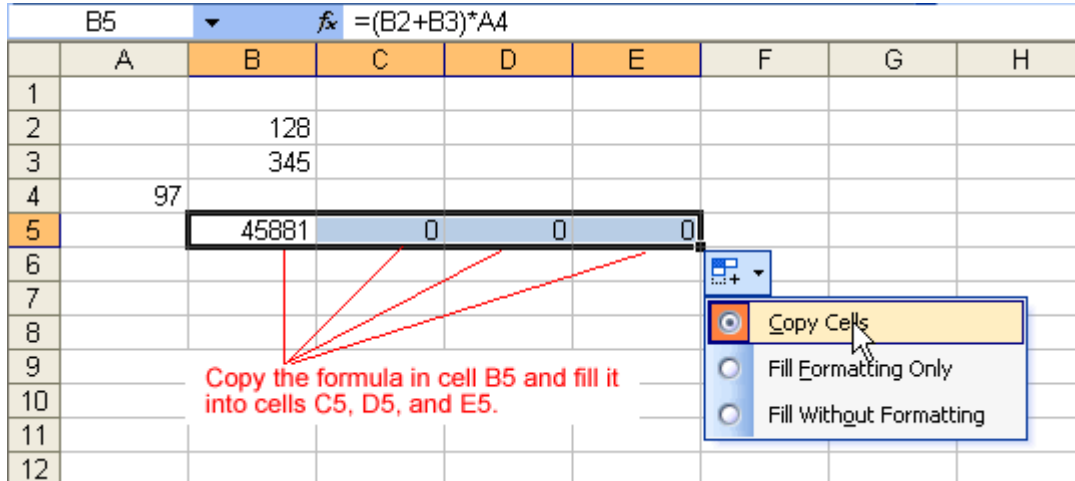 B5 fx =(B2+B3)*A4
A B C D E F G H
1
2 128
3 345
4 97
5 45881 0 0 0
6
7
8 Copy Cells
9 Fill Formatting Only
Copy the formula in cell B5 and fill it
10 into cells C5, D5, and E5.
Fill Without Formatting
11
12